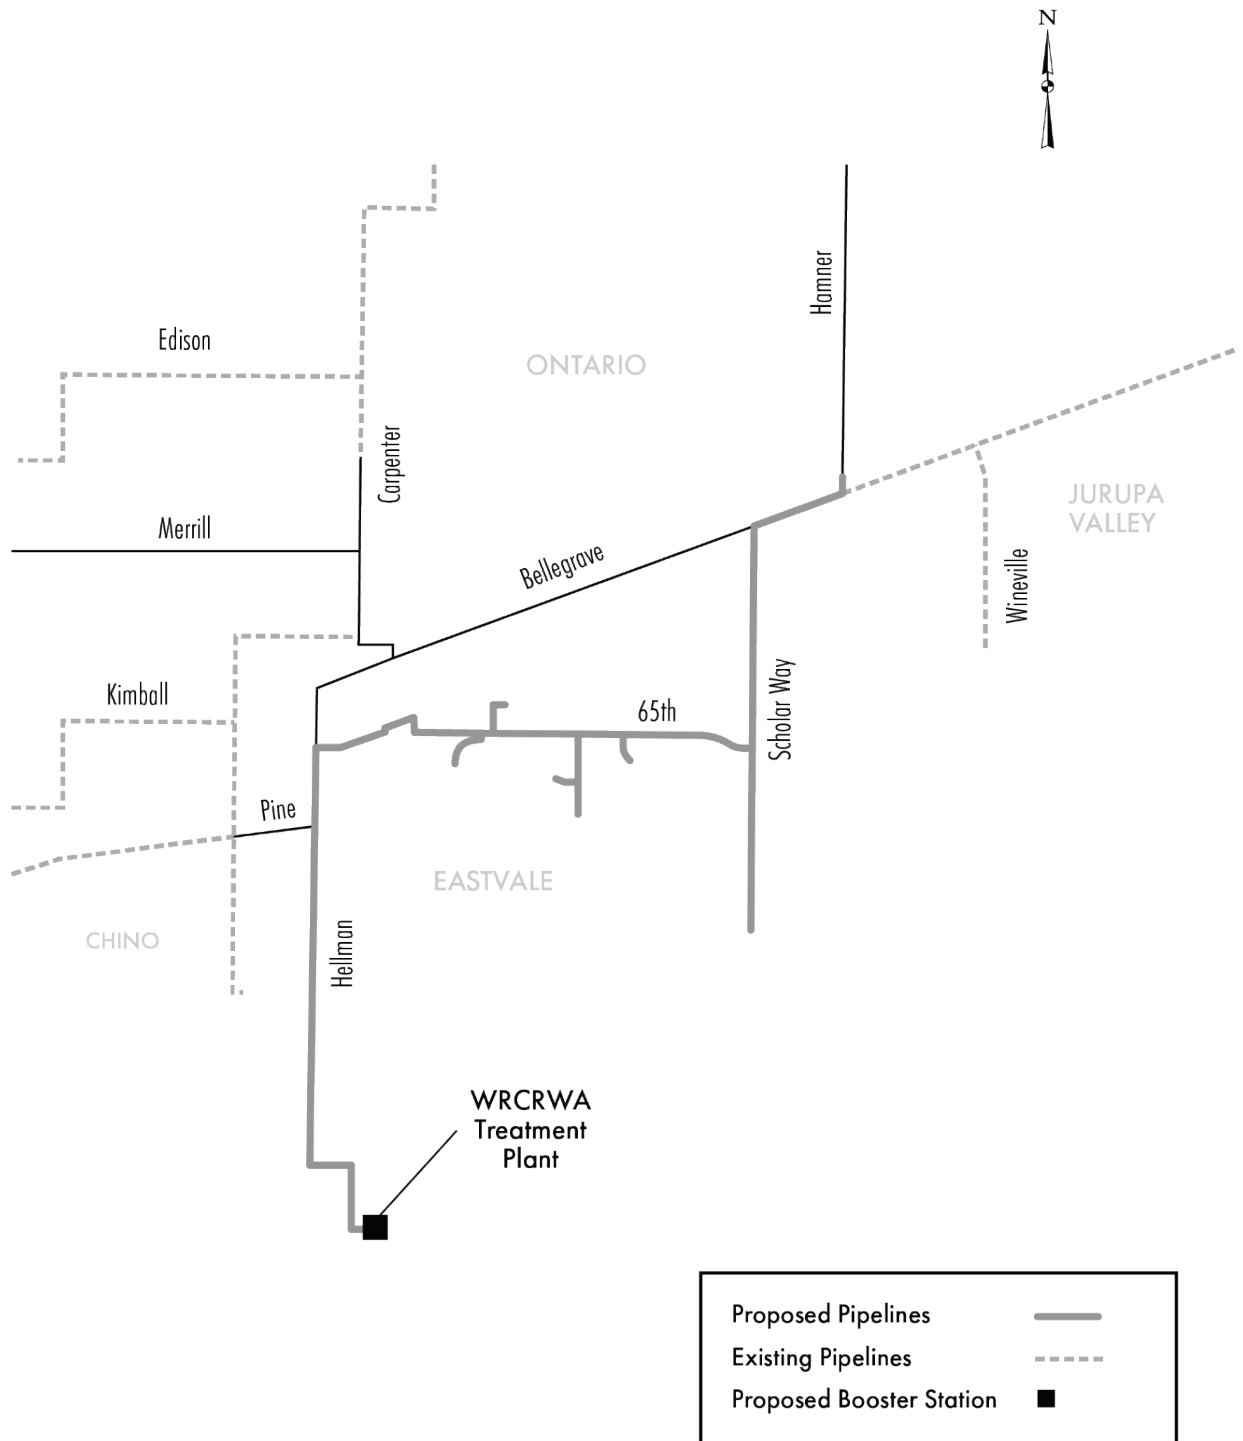 N
Hamner
Edison
ONTARIO
Carpenter
JURUPA
VALLEY
Merrill
Bellegrave
Wineville
Kimball
65th
Scholar Way
Pine
EASTVALE
CHINO
Hellman
WRCRWA
Treatment
Plant
Proposed Pipelines
Existing Pipelines
Proposed Booster Station